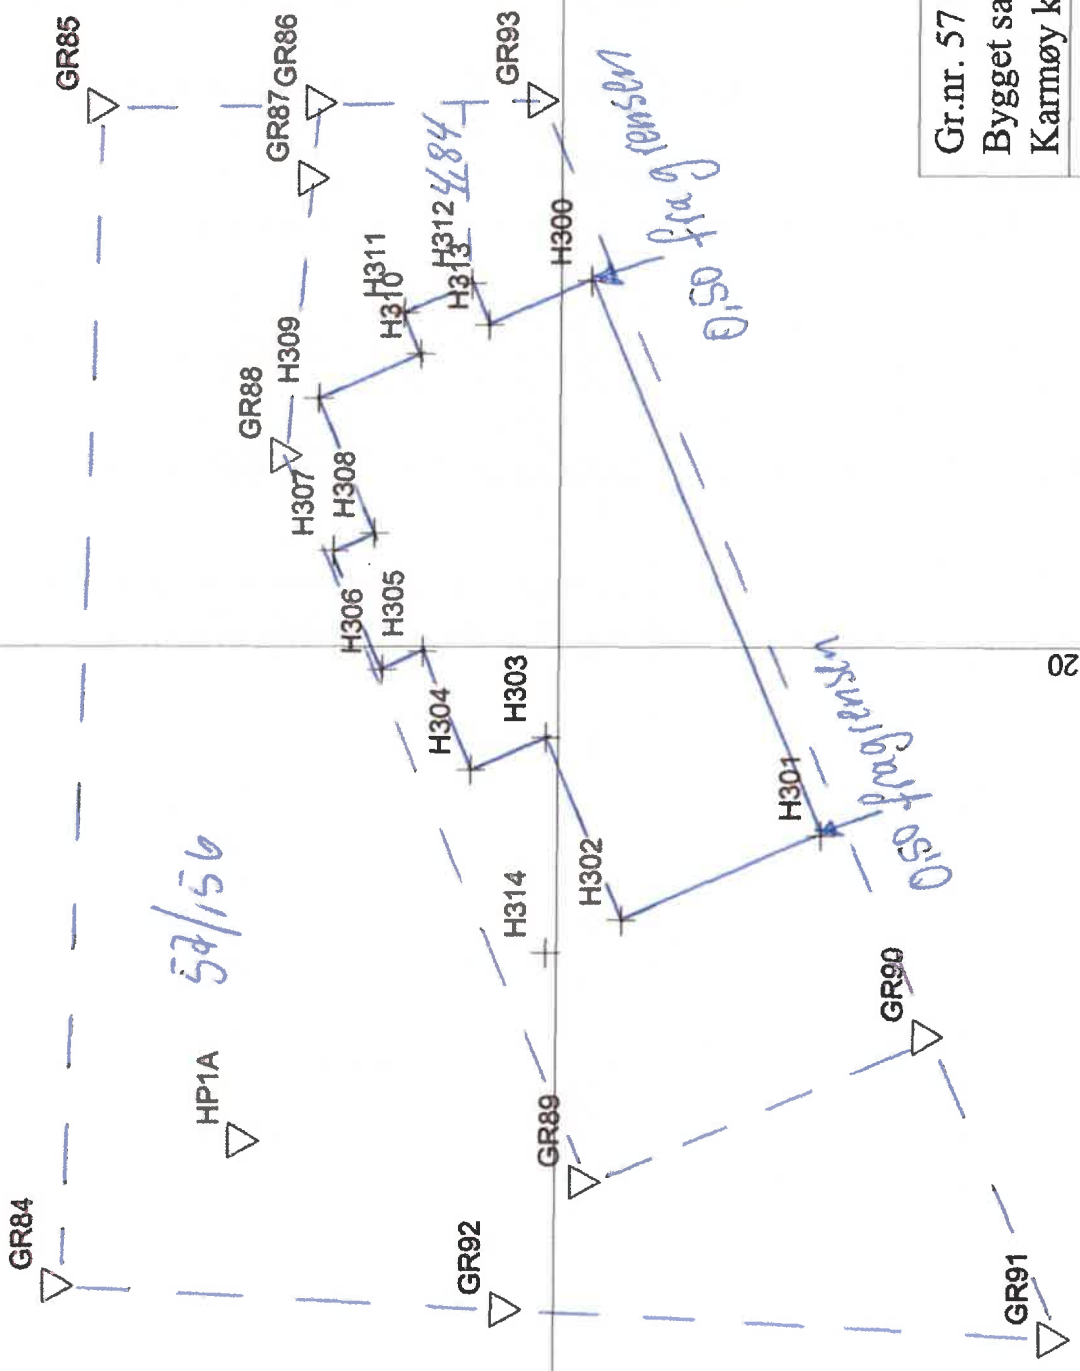 GR85
GR86
GR87
GR93
H311
H310
H312
4,84
H313
H300
0,50 fra grensen
GR88
H309
H307
H308
H306
H305
H304
H303
H301
0,50 fra grensen
H302
H314
57/156
HP1A
GR84
GR92
GR89
GR90
GR91
20
Gr.nr. 57
Bygget sa
Karmøy k